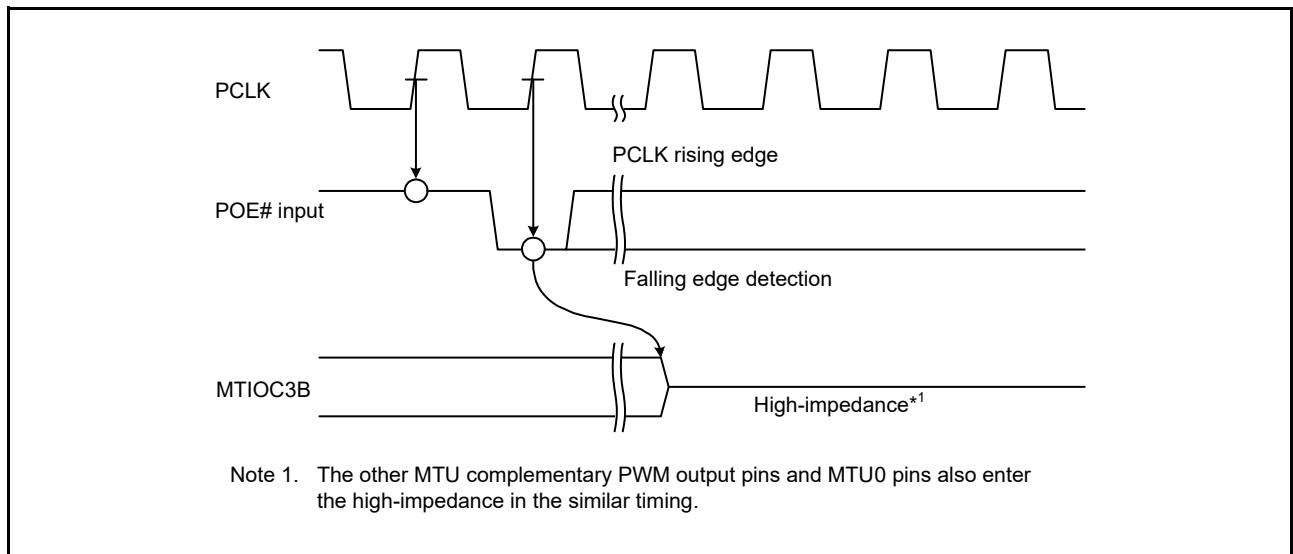 PCLK
PCLK rising edge
POE# input
Falling edge detection
MTIOC3B
High-impedance*1
Note 1. The other MTU complementary PWM output pins and MTU0 pins also enter
the high-impedance in the similar timing.